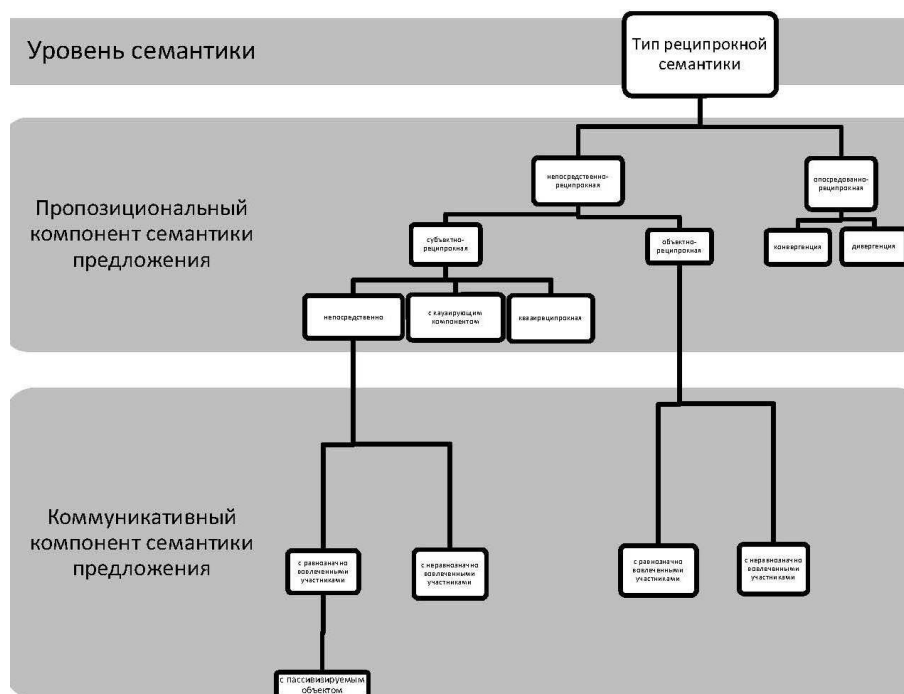 Уровень семантики
Тип реципрокной
семантики
Пропозициональный
компонент семантики
предложения
непосредственно-
реципрокная
опосредованно-
реципрокная
субъектно-
реципрокная
объектно-
реципрокная
конвергенция
дивергенция
непосредственно
с каузирующим
компонентом
квазиреципрокная
Коммуникативный
компонент семантики
предложения
с равнозначно
вовлеченными
участниками
с неравнозначно
вовлеченными
участниками
с равнозначно
вовлеченными
участниками
с неравнозначно
вовлеченными
участниками
с пассивизируемым
объектом